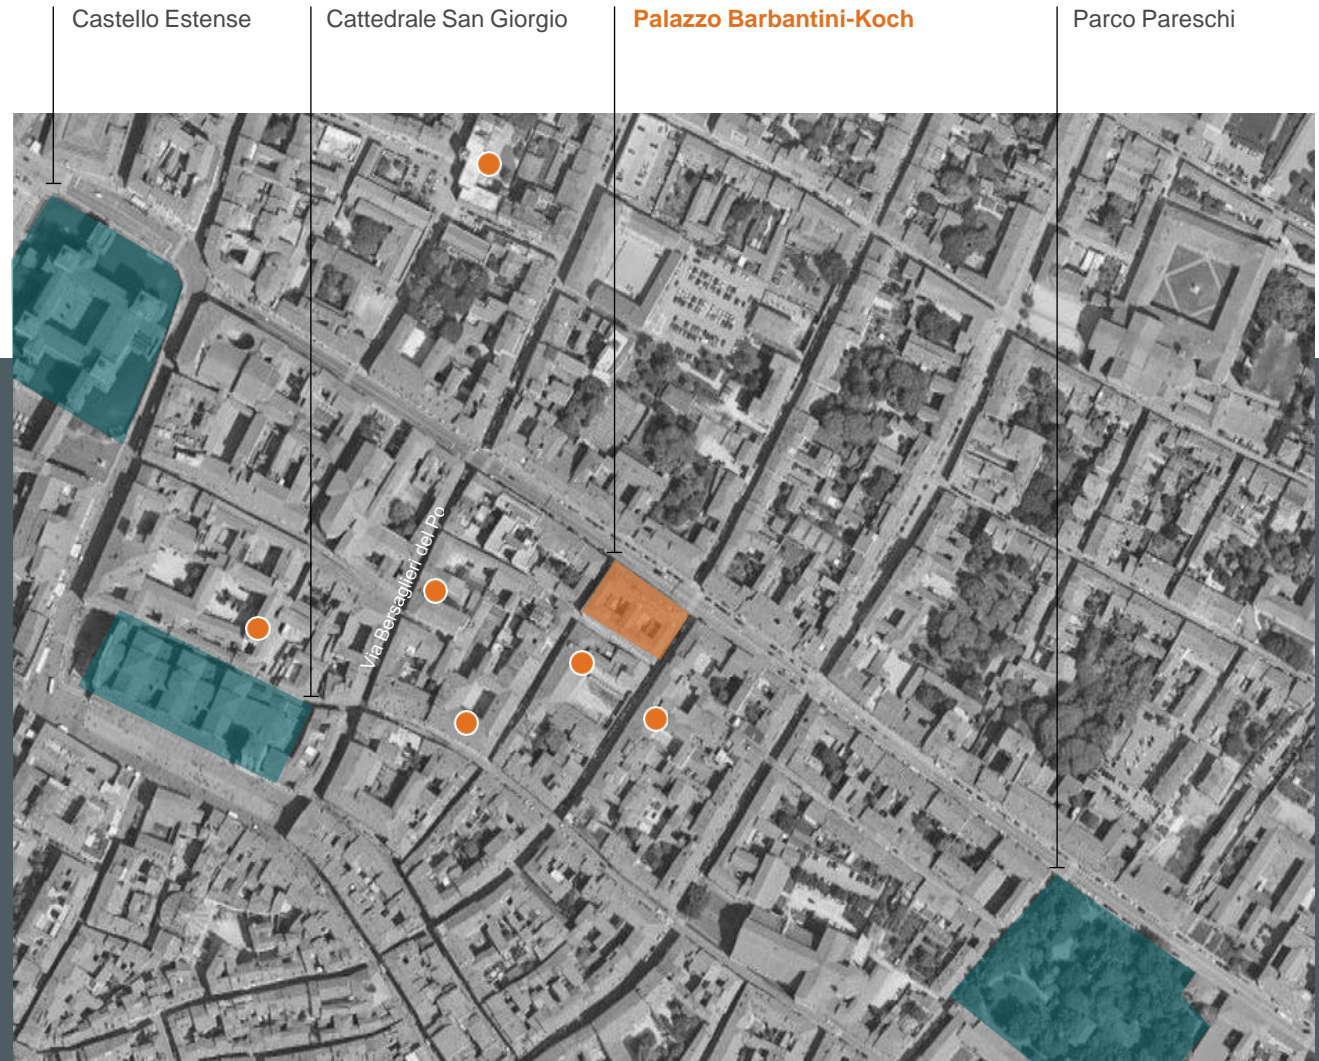 Castello Estense
Cattedrale San Giorgio
Palazzo Barbantini-Koch
Parco Pareschi
Via Bersaglieri del Po